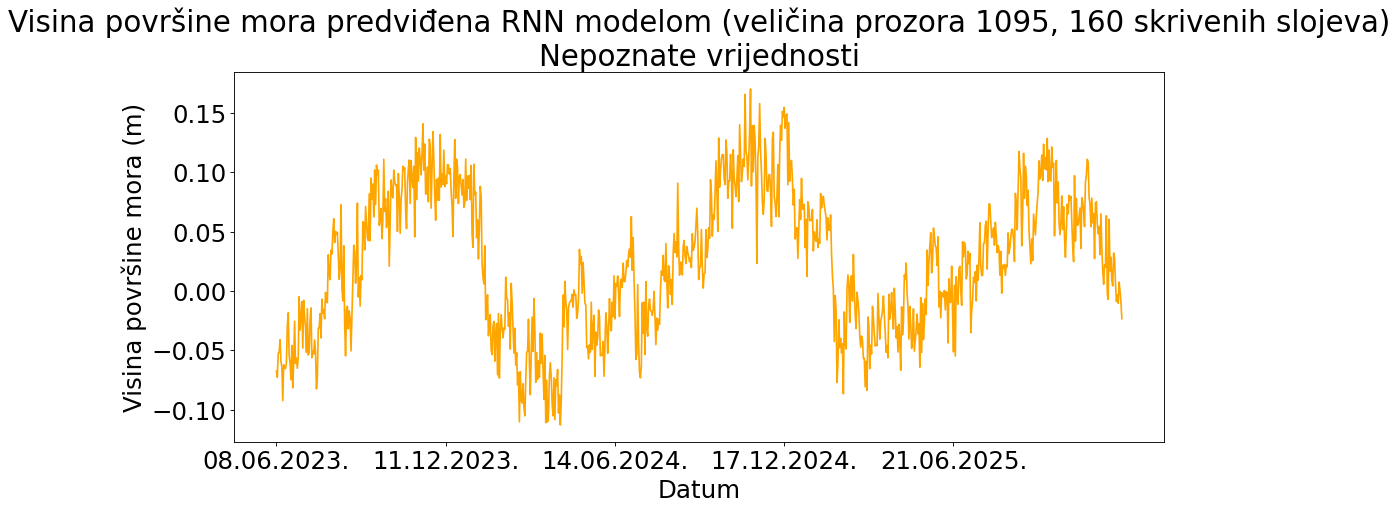 Visina površine mora predviđena RNN modelom (veličina prozora 1095, 160 skrivenih slojeva)
Nepoznate vrijednosti
Visina površine mora (m)
0.15
0.10
0.05
0.00
−0.05
−0.10
08.06.2023. 11.12.2023. 14.06.2024. 17.12.2024. 21.06.2025.
Datum